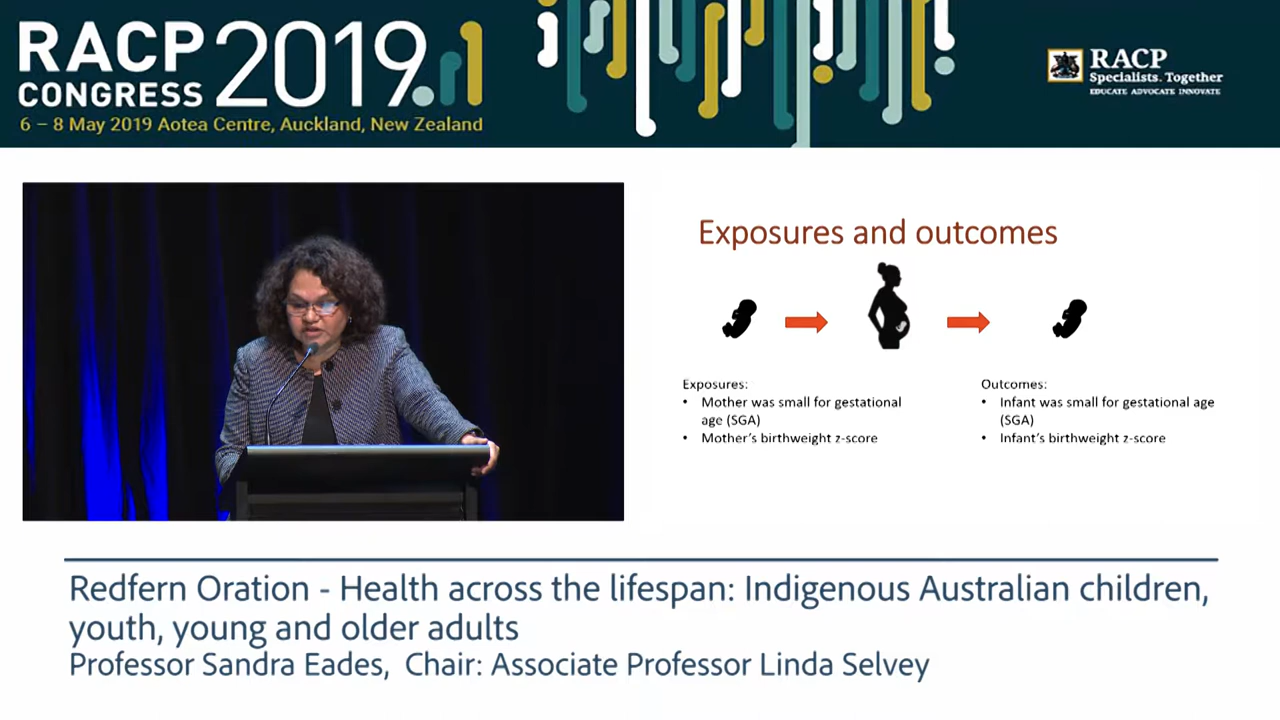 RACP
CONGRESS
2019
6 – 8 May 2019 Aotea Centre, Auckland, New Zealand
RACP
Specialists. Together
EDUCATE ADVOCATE INNOVATE
Exposures and outcomes
Exposures:
• Mother was small for gestational
age (SGA)
• Mother's birthweight z-score
Outcomes:
• Infant was small for gestational age
(SGA)
• Infant's birthweight z-score
Redfern Oration - Health across the lifespan: Indigenous Australian children,
youth, young and older adults
Professor Sandra Eades, Chair: Associate Professor Linda Selvey